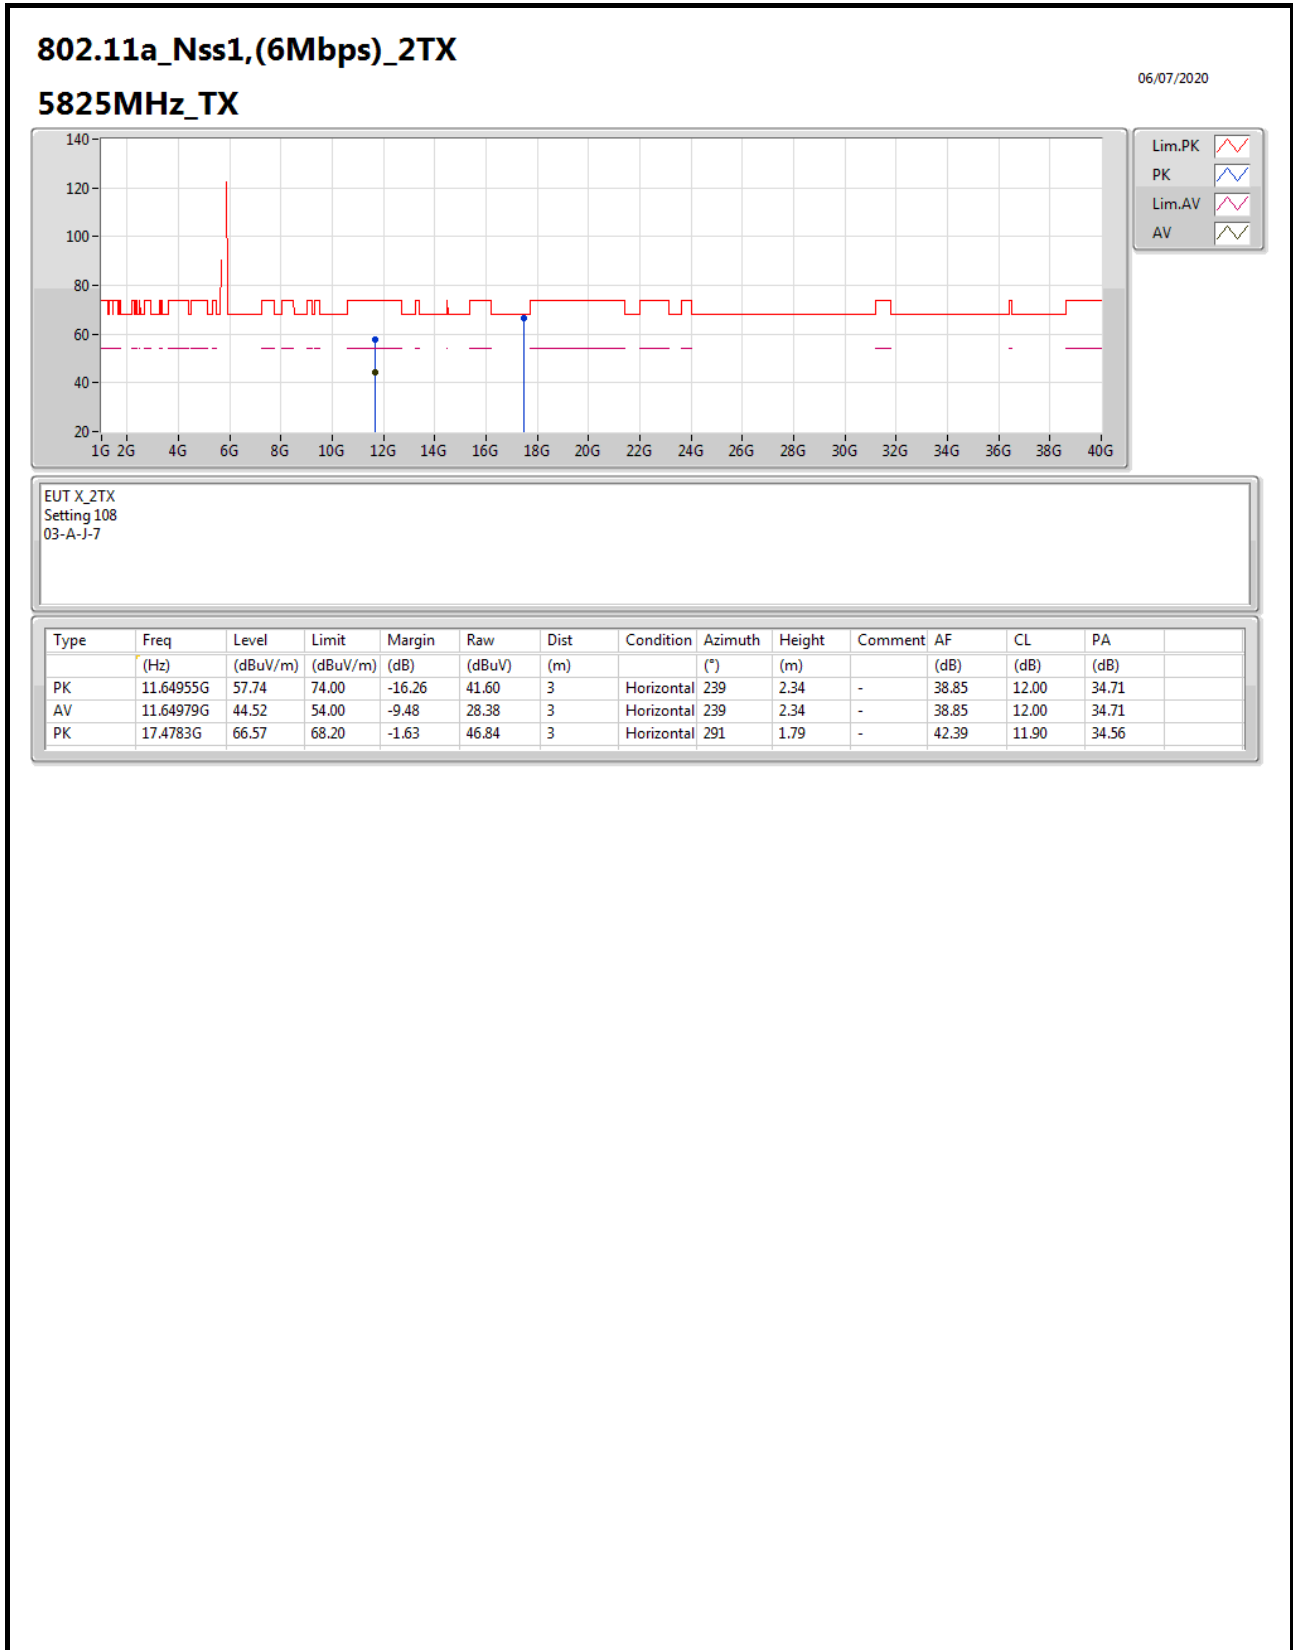 802.11a_Nss1,(6Mbps)_2TX
06/07/2020
5825MHz_TX
140
120
100
80
60
40
20
1G 2G 4G 6G 8G 10G 12G 14G 16G 18G 20G 22G 24G 26G 28G 30G 32G 34G 36G 38G 40G
Lim.PK
PK
Lim.AV
AV
EUT X_2TX
Setting 108
03-A-J-7
Type Freq Level Limit Margin Raw Dist Condition Azimuth Height Comment AF CL PA
(Hz) (dBuV/m) (dBuV/m) (dB) (dBuV) (m) (°) (m) (dB) (dB) (dB)
PK 11.64955G 57.74 74.00 -16.26 41.60 3 Horizontal 239 2.34 - 38.85 12.00 34.71
AV 11.64979G 44.52 54.00 -9.48 28.38 3 Horizontal 239 2.34 - 38.85 12.00 34.71
PK 17.4783G 66.57 68.20 -1.63 46.84 3 Horizontal 291 1.79 - 42.39 11.90 34.56